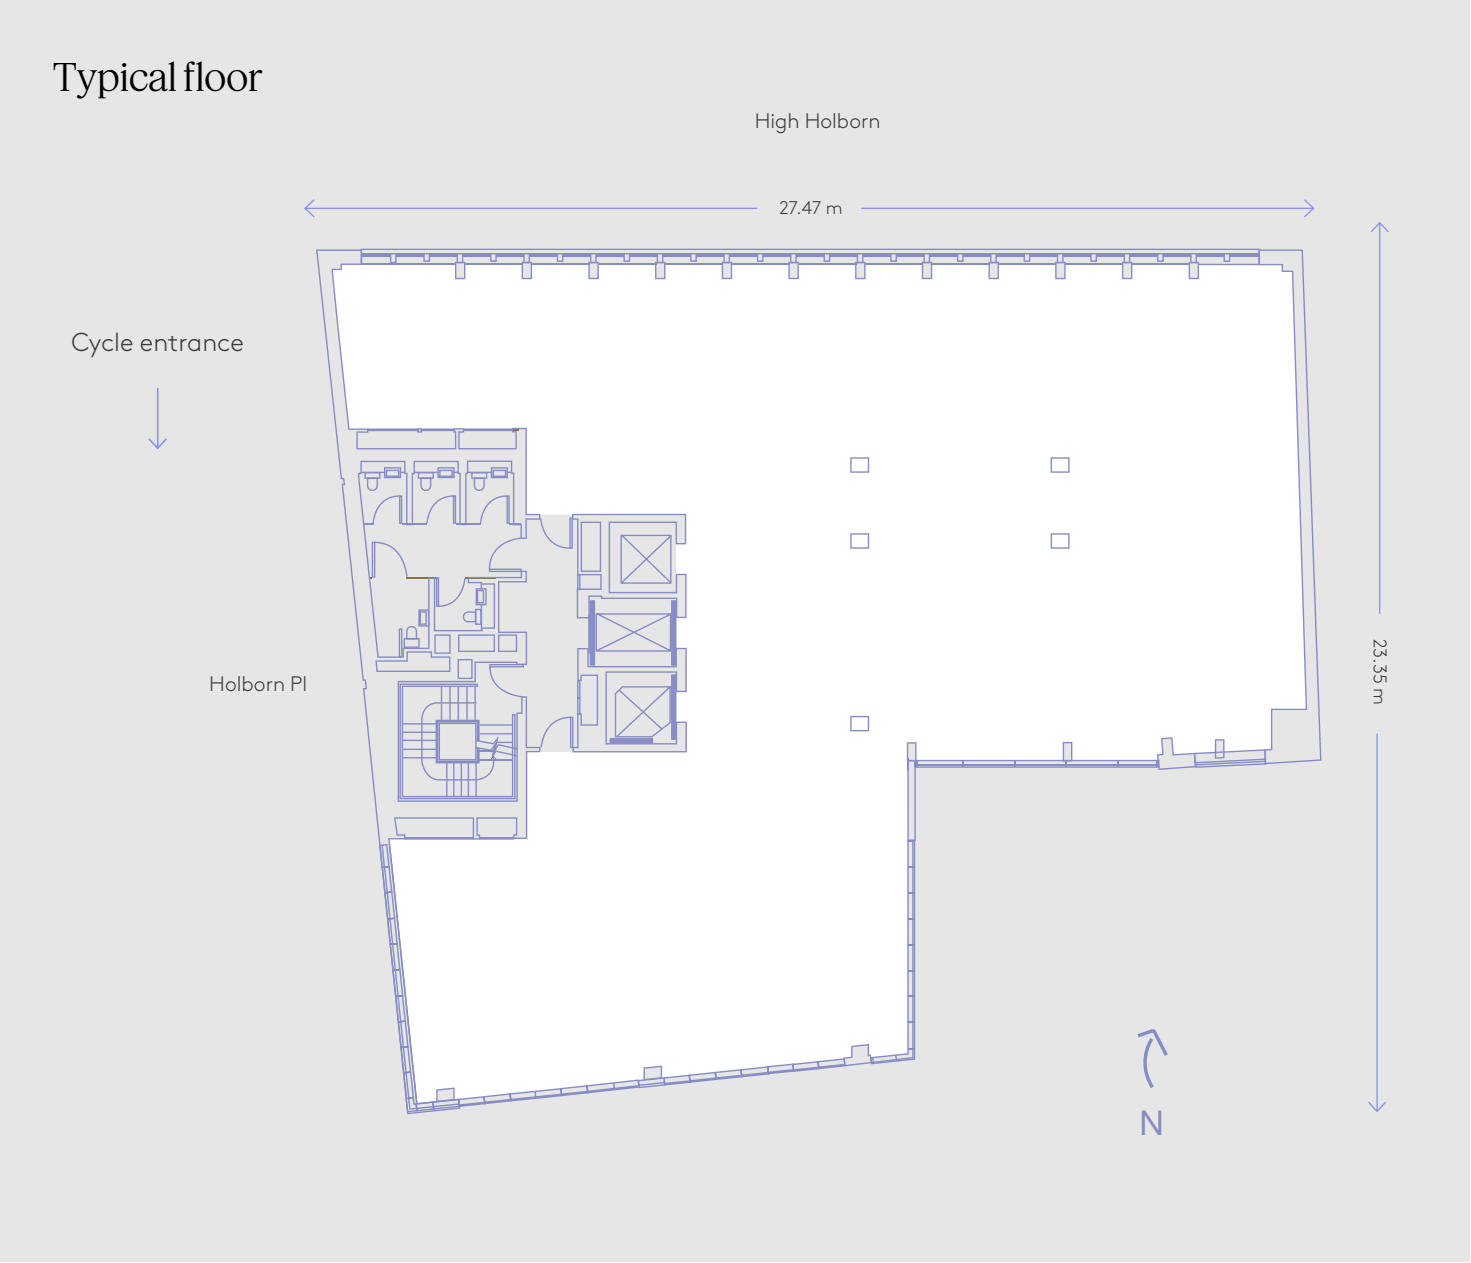 Typical floor
High Holborn
27.47 m
Cycle entrance
23.35 m
Holborn Pl
N